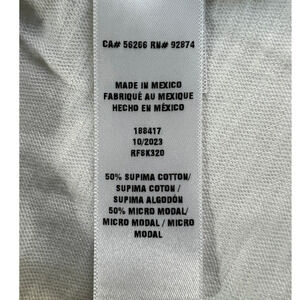 CA# 56266 RN# 92874
MADE IN MEXICO
FABRIQUÉ AU MEXIQUE
HECHO EN MÉXICO
188417
10/2023
RF8K320
50% SUPIMA COTTON/
SUPIMA COTON /
SUPIMA ALGODÓN
50% MICRO MODAL/
MICRO MODAL / MICRO
MODAL